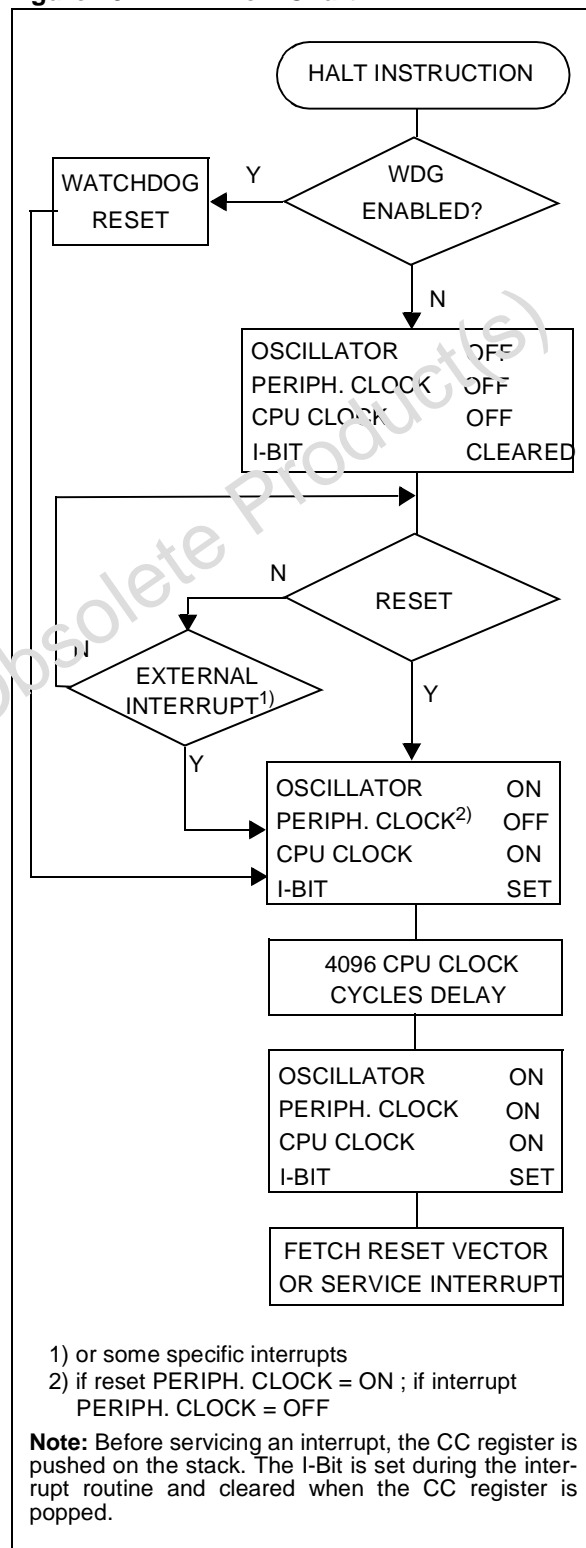 HALT INSTRUCTION
WDG
ENABLED?
Y
WATCHDOG
RESET
N
OSCILLATOR OFF
PERIPH. CLOCK OFF
CPU CLOCK OFF
I-BIT CLEARED
RESET
N
EXTERNAL
INTERRUPT1)
N
Y
Y
OSCILLATOR ON
PERIPH. CLOCK2) OFF
CPU CLOCK ON
I-BIT SET
4096 CPU CLOCK
CYCLES DELAY
OSCILLATOR ON
PERIPH. CLOCK ON
CPU CLOCK ON
I-BIT SET
FETCH RESET VECTOR
OR SERVICE INTERRUPT
1) or some specific interrupts
2) if reset PERIPH. CLOCK = ON ; if interrupt
PERIPH. CLOCK = OFF
Note: Before servicing an interrupt, the CC register is
pushed on the stack. The I-Bit is set during the inter-
rupt routine and cleared when the CC register is
popped.
Obsolete Product(s)